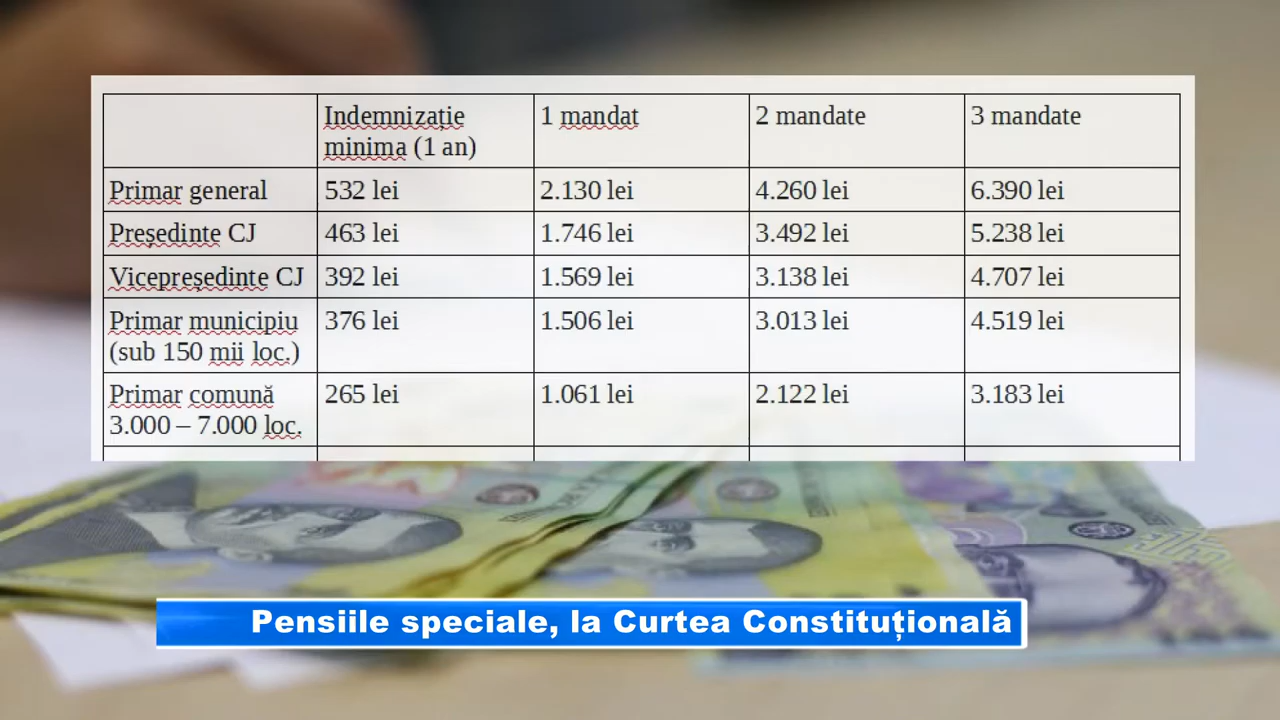 Indemnizație minima (1 an) 1 mandat 2 mandate 3 mandate
Primar general 532 lei 2.130 lei 4.260 lei 6.390 lei
Președinte CJ 463 lei 1.746 lei 3.492 lei 5.238 lei
Vicepreședinte CJ 392 lei 1.569 lei 3.138 lei 4.707 lei
Primar municipiu (sub 150 mii loc.) 376 lei 1.506 lei 3.013 lei 4.519 lei
Primar comună 3.000 – 7.000 loc. 265 lei 1.061 lei 2.122 lei 3.183 lei
Pensiile speciale, la Curtea Constituțională